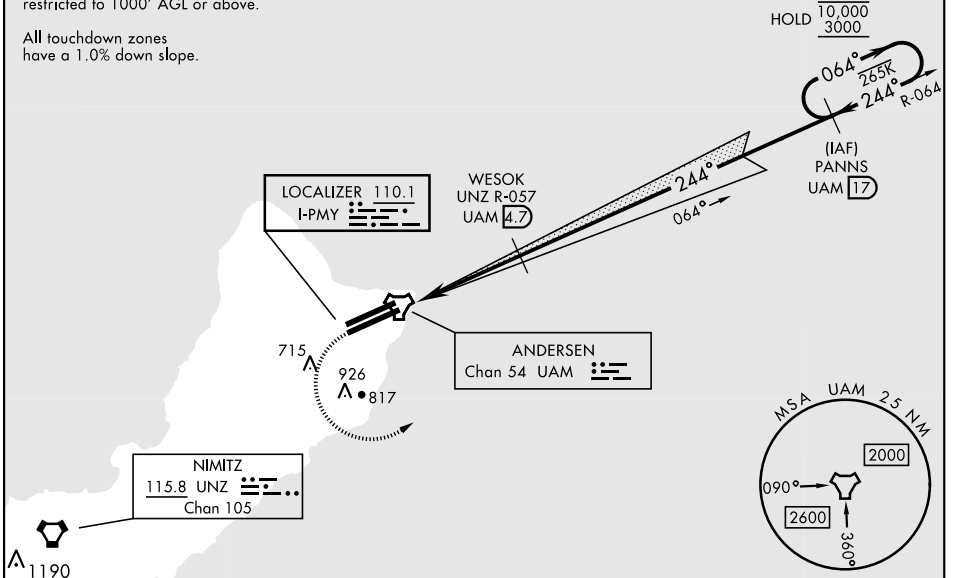 restricted to 1000' AGL or above.
All touchdown zones
have a 1.0% down slope.
HOLD 10,000
3000
064°
265K
244°
R-064
(IAF)
PANNS
UAM 17
244°
064°
WESOK
UNZ R-057
UAM 4.7
LOCALIZER 110.1
I-PMY
ANDERSEN
Chan 54 UAM
715
926
817
NIMITZ
115.8 UNZ
Chan 105
1190
MSA UAM 25 NM
2000
090°
2600
360°